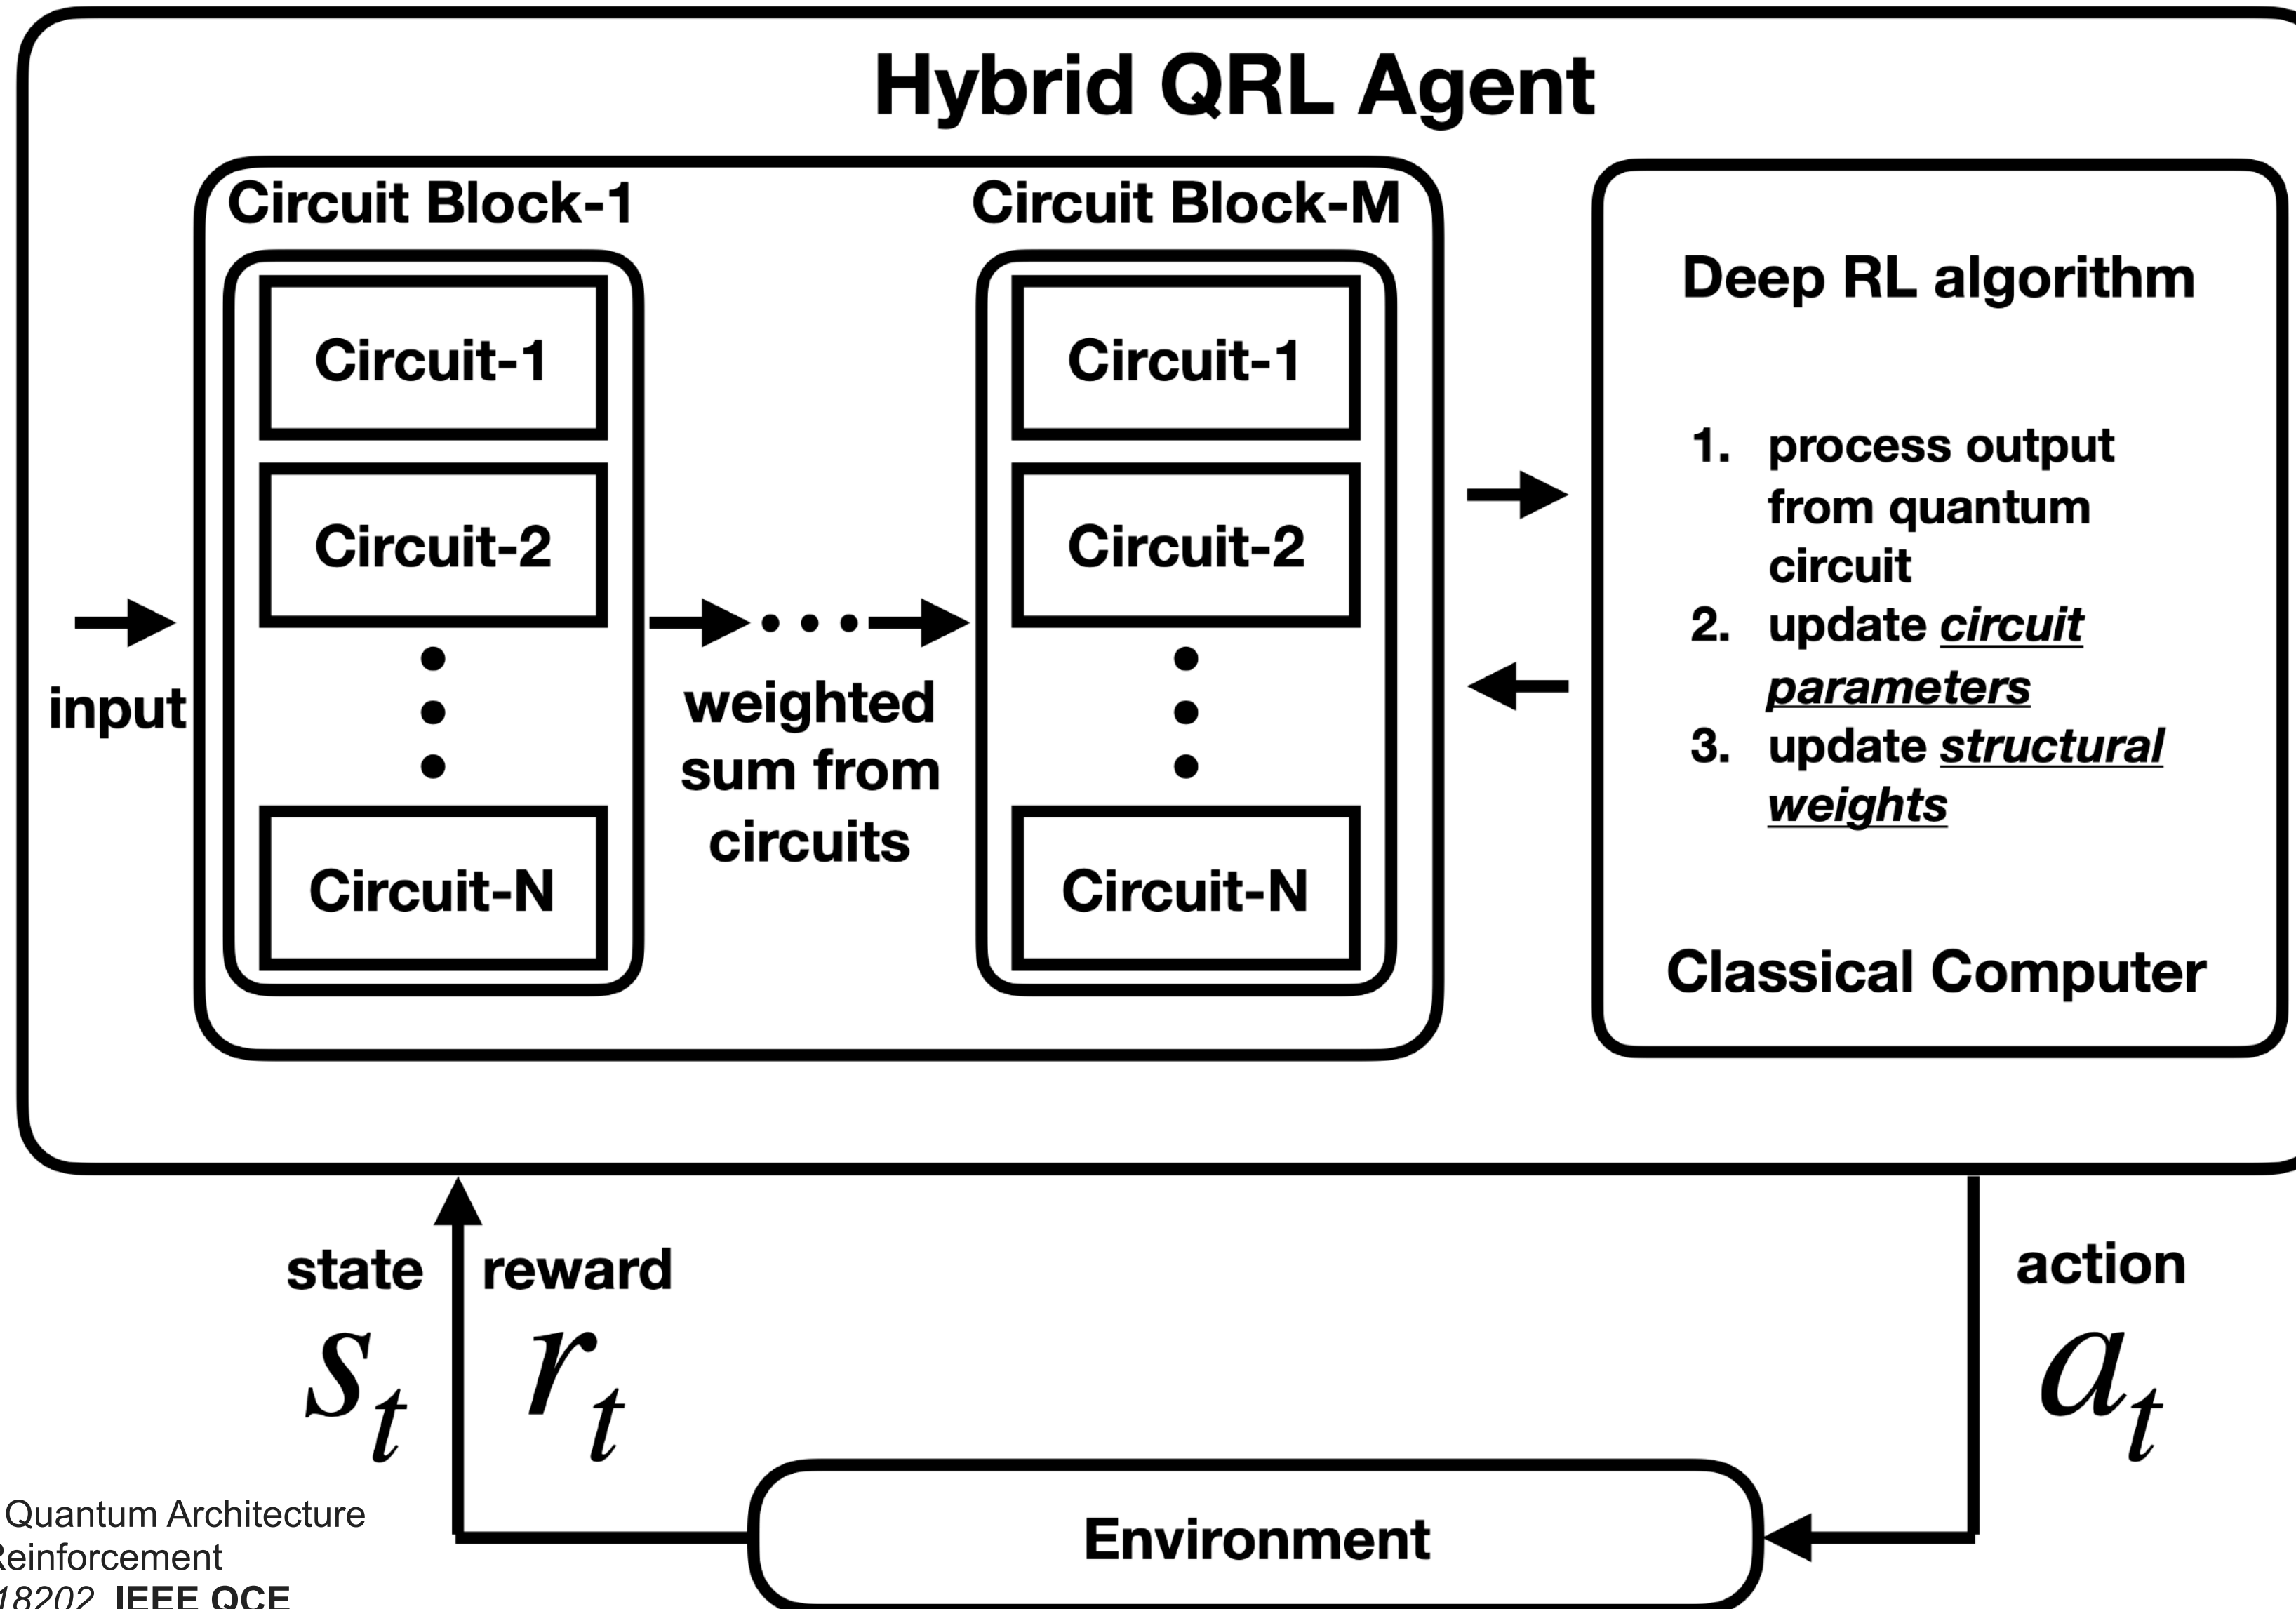 Hybrid QRL Agent
Circuit Block-1
Circuit-1
Circuit-2
Circuit-N
input
weighted
sum from
circuits
Circuit Block-M
Circuit-1
Circuit-2
Circuit-N
Deep RL algorithm
1. process output
from quantum
circuit
2. update circuit
parameters
3. update structural
weights
Classical Computer
state
s_t
reward
r_t
action
a_t
Environment
Quantum Architecture
Reinforcement
18202 IEEE QCE